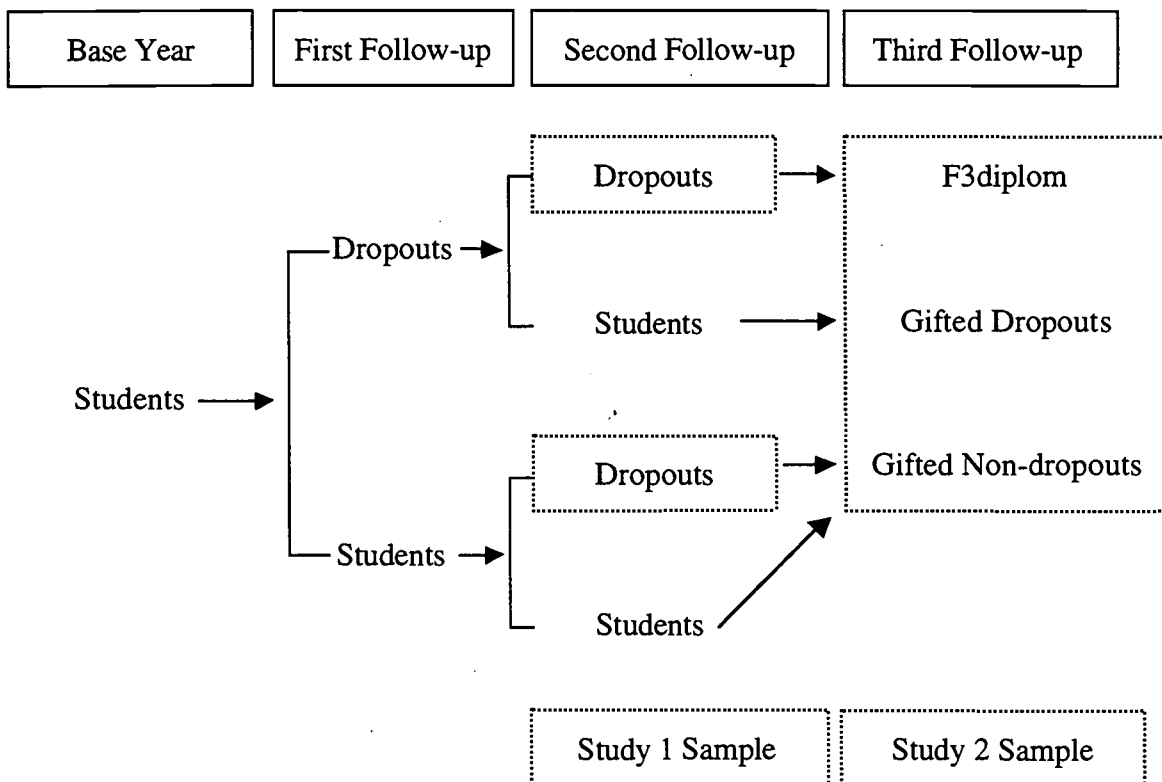 Base Year
First Follow-up
Second Follow-up
Third Follow-up
Dropouts
F3diplom
Dropouts
Students
Gifted Dropouts
Students
Dropouts
Gifted Non-dropouts
Students
Students
Study 1 Sample
Study 2 Sample